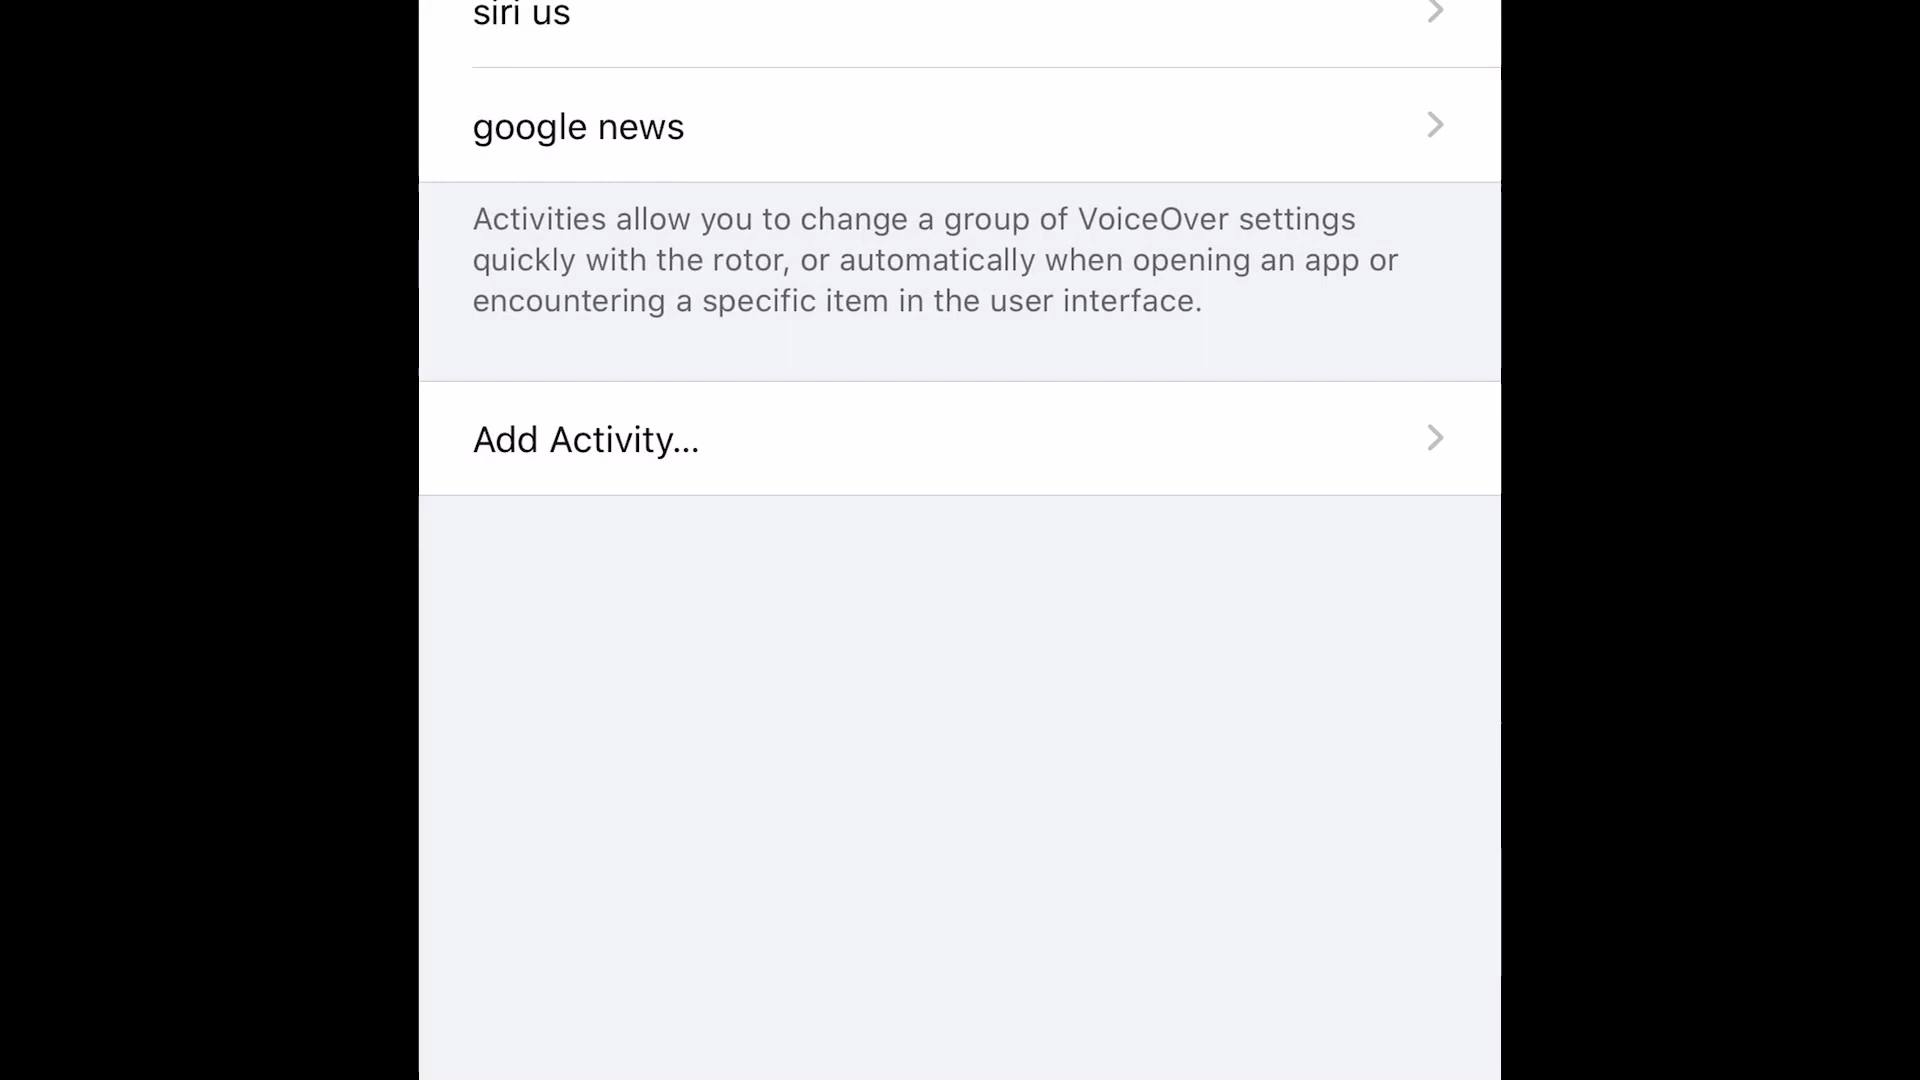 siri us
google news
Activities allow you to change a group of VoiceOver settings
quickly with the rotor, or automatically when opening an app or
encountering a specific item in the user interface.
Add Activity...